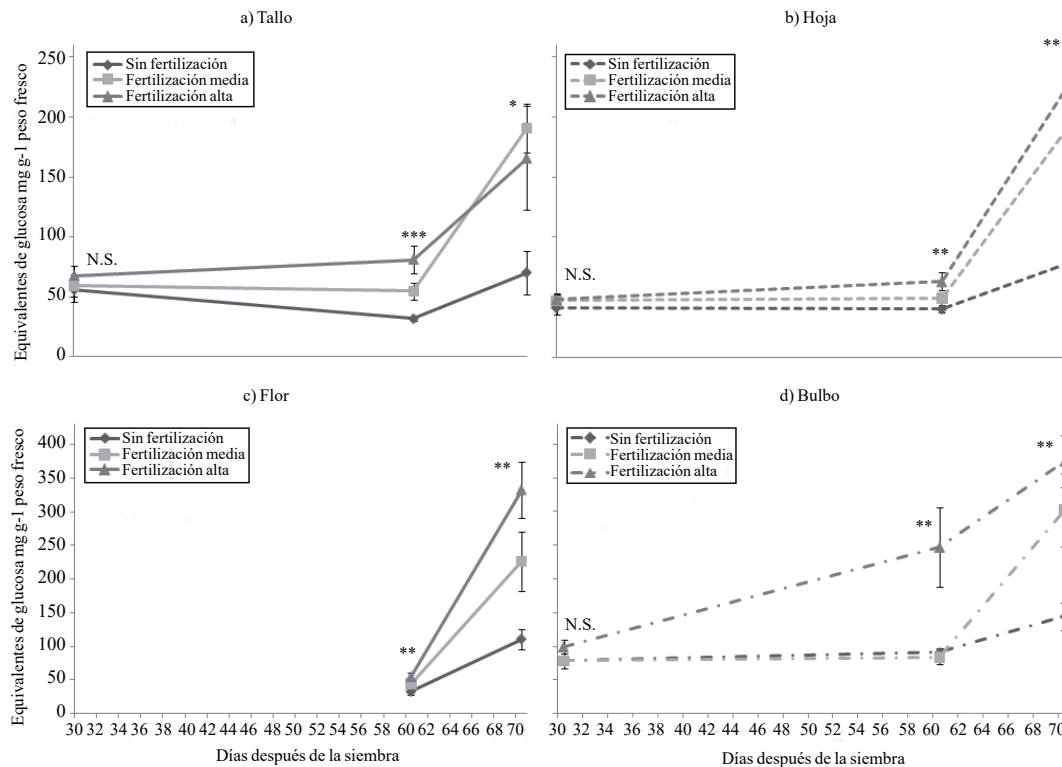 a) Tallo
b) Hoja
Equivalentes de glucosa mg g-1 peso fresco
250
200
150
100
50
0
Sin fertilización
Fertilización media
Fertilización alta
N.S.
***
*
Sin fertilización
Fertilización media
Fertilización alta
N.S.
**
**
c) Flor
d) Bulbo
Equivalentes de glucosa mg g-1 peso fresco
400
350
300
250
200
150
100
50
0
Sin fertilización
Fertilización media
Fertilización alta
**
**
Sin fertilización
Fertilización media
Fertilización alta
N.S.
**
**
30 32 34 36 38 40 42 44 46 48 50 52 54 56 58 60 62 64 66 68 70
30 32 34 36 38 40 42 44 46 48 50 52 54 56 58 60 62 64 66 68 70
Días después de la siembra
Días después de la siembra